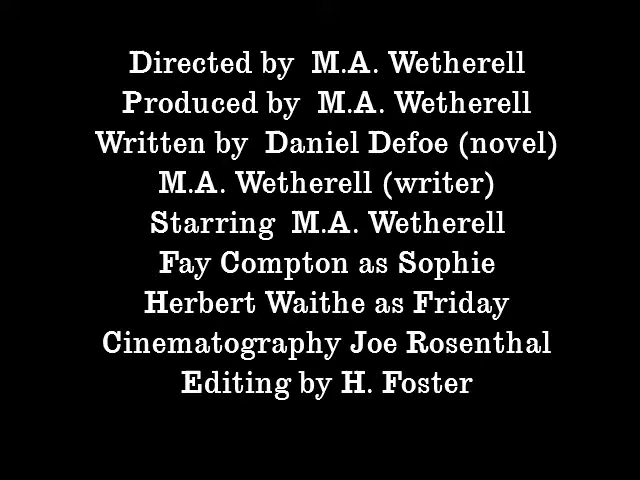 Directed by  M.A. Wetherell
Produced by  M.A. Wetherell
Written by  Daniel Defoe (novel)
M.A. Wetherell (writer)
Starring  M.A. Wetherell
Fay Compton as Sophie
Herbert Waithe as Friday
Cinematography Joe Rosenthal
Editing by H. Foster